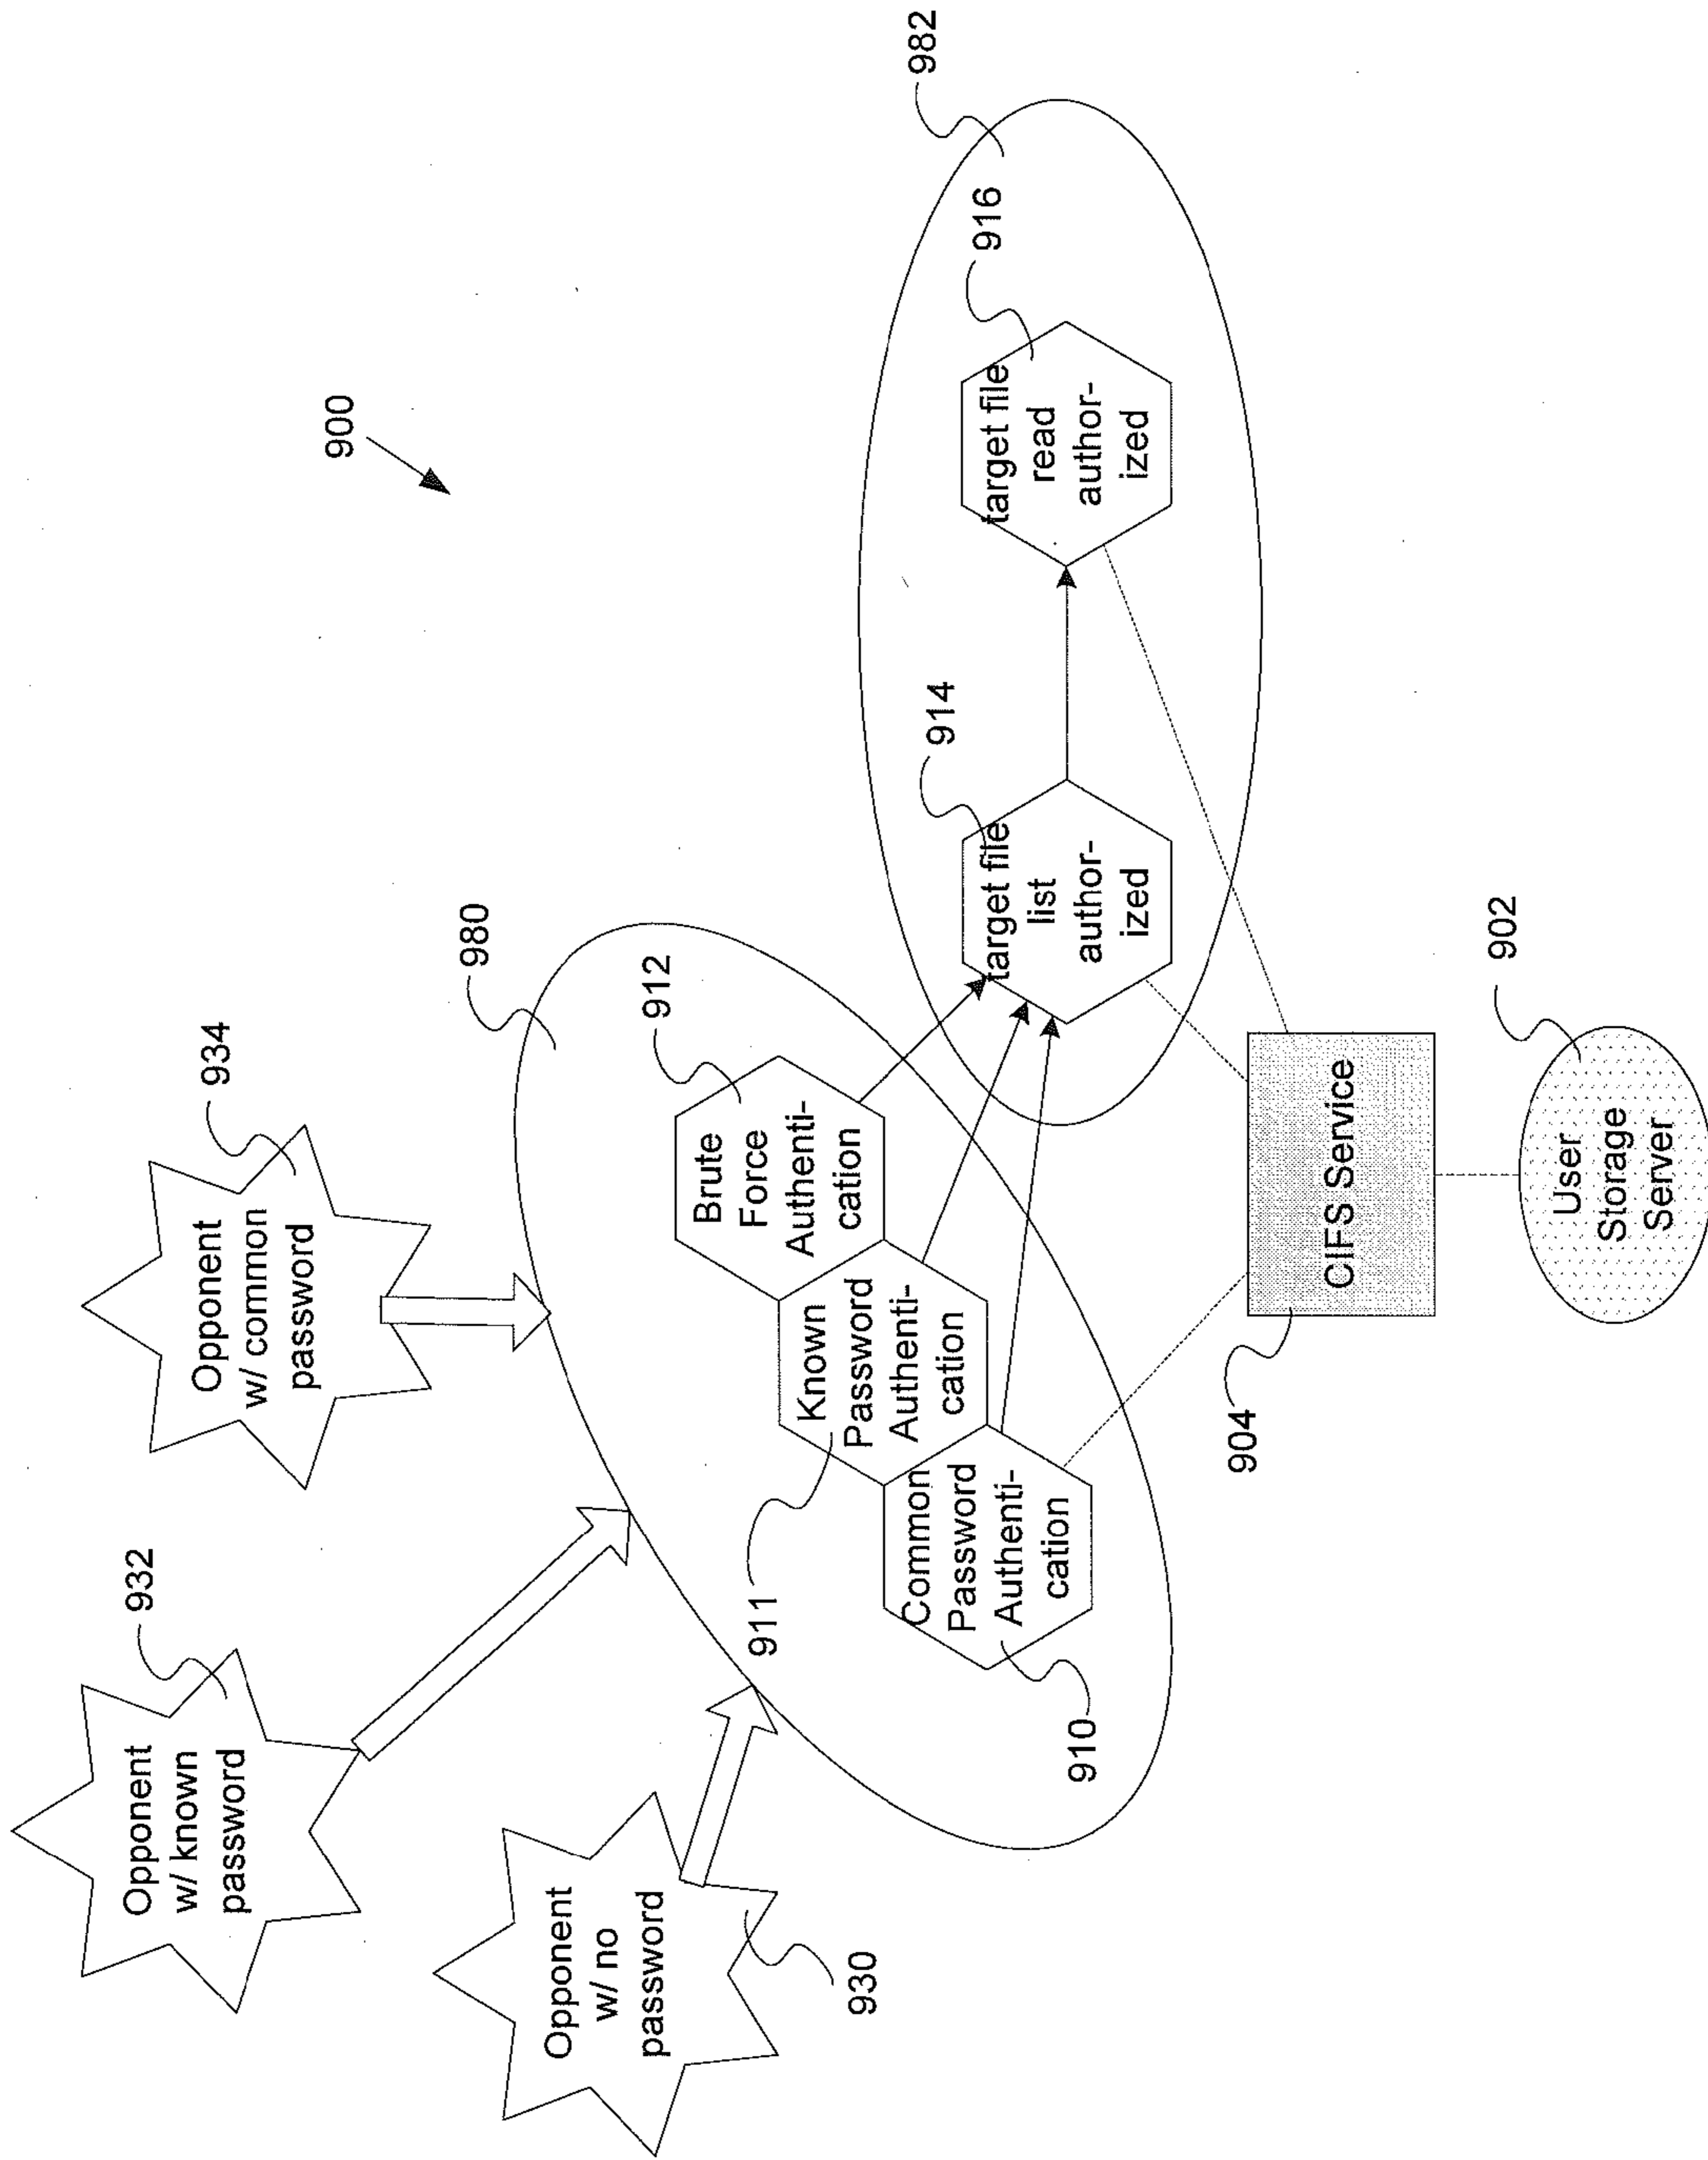 900
Opponent
w/ known
password
932
Opponent
w/ common
password
934
Opponent
w/ no
password
930
980
Brute
Force
Authenti-
cation
912
Known
Password
Authenti-
cation
911
Common
Password
Authenti-
cation
910
982
target file
list
author-
ized
914
target file
read
author-
ized
916
CIFS Service
904
User
Storage
Server
902